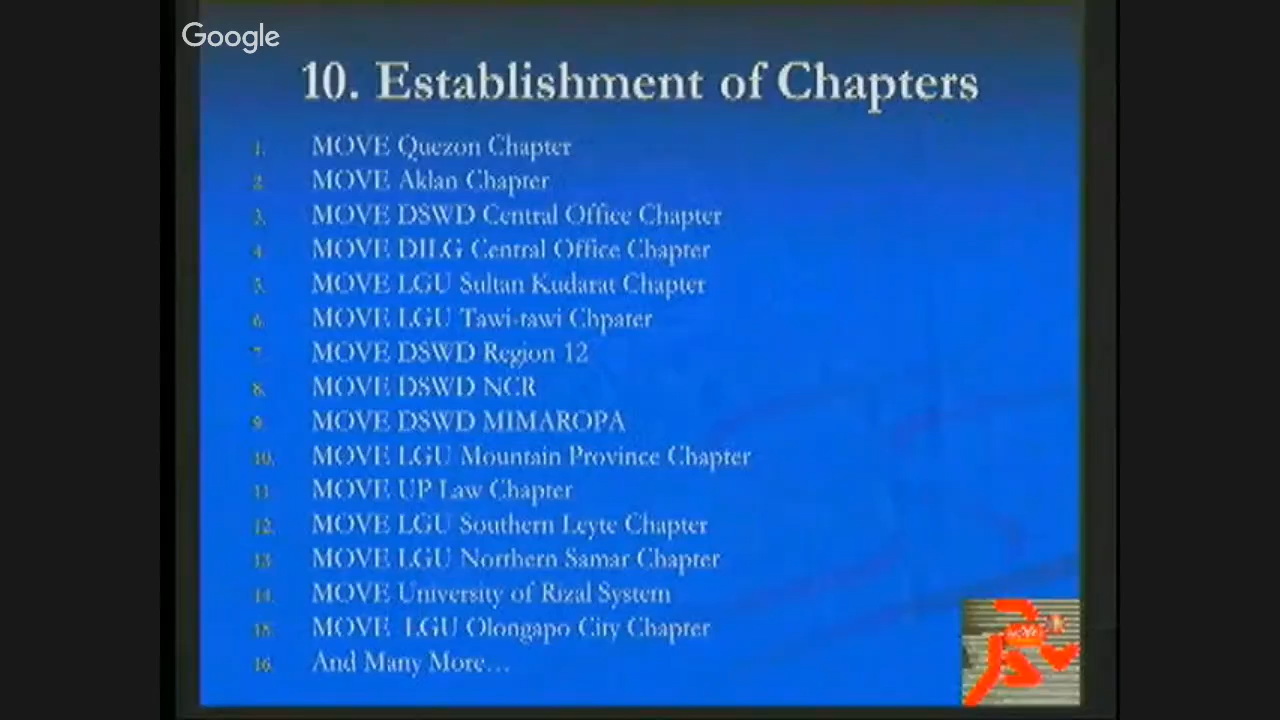 Google
10. Establishment of Chapters
1. MOVE Quezon Chapter
2. MOVE Aklan Chapter
3. MOVE DSWD Central Office Chapter
4. MOVE DILG Central Office Chapter
5. MOVE LGU Sultan Kudarat Chapter
6. MOVE LGU Tawi-tawi Chpater
7. MOVE DSWD Region 12
8. MOVE DSWD NCR
9. MOVE DSWD MIMAROPA
10. MOVE LGU Mountain Province Chapter
11. MOVE UP Law Chapter
12. MOVE LGU Southern Leyte Chapter
13. MOVE LGU Northern Samar Chapter
14. MOVE University of Rizal System
15. MOVE LGU Olongapo City Chapter
16. And Many More...